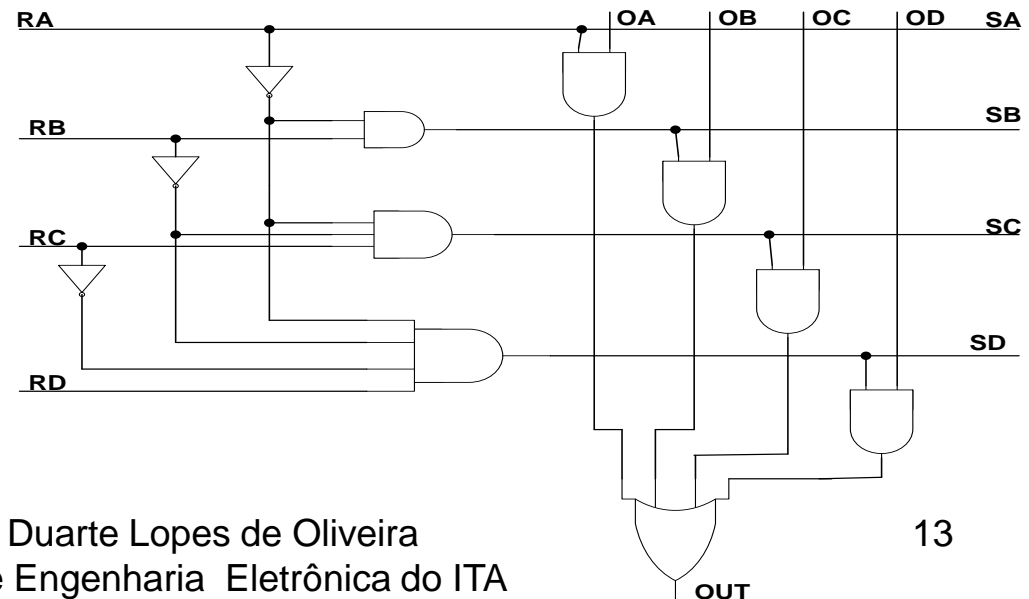 RA OA OB OC OD SA
RB SB
RC SC
SD
RD
Duarte Lopes de Oliveira 13
Engenharia Eletrônica do ITA
OUT